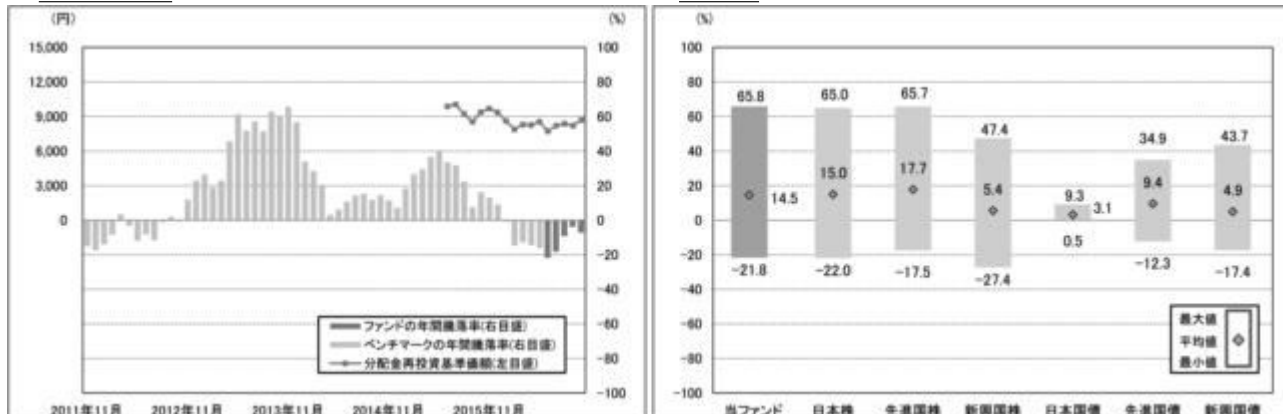 (円)
(%)
15,000
12,000
9,000
6,000
3,000
0
100
80
60
40
20
0
-20
-40
-60
-80
-100
ファンドの年間騰落率(右目盛)
ベンチマークの年間騰落率(右目盛)
分配金再投資基準価額(左目盛)
2011年11月 2012年11月 2013年11月 2014年11月 2015年11月
(%)
100
80
60
40
20
0
-20
-40
-60
-80
-100
65.8 65.0 65.7 47.4 9.3 34.9 43.7
14.5 15.0 17.7 5.4 3.1 9.4 4.9
-21.8 -22.0 -17.5 -27.4 0.5 -12.3 -17.4
最大値
平均値
最小値
当ファンド 日本株 先進国株 新興国株 日本国債 先進国債 新興国債